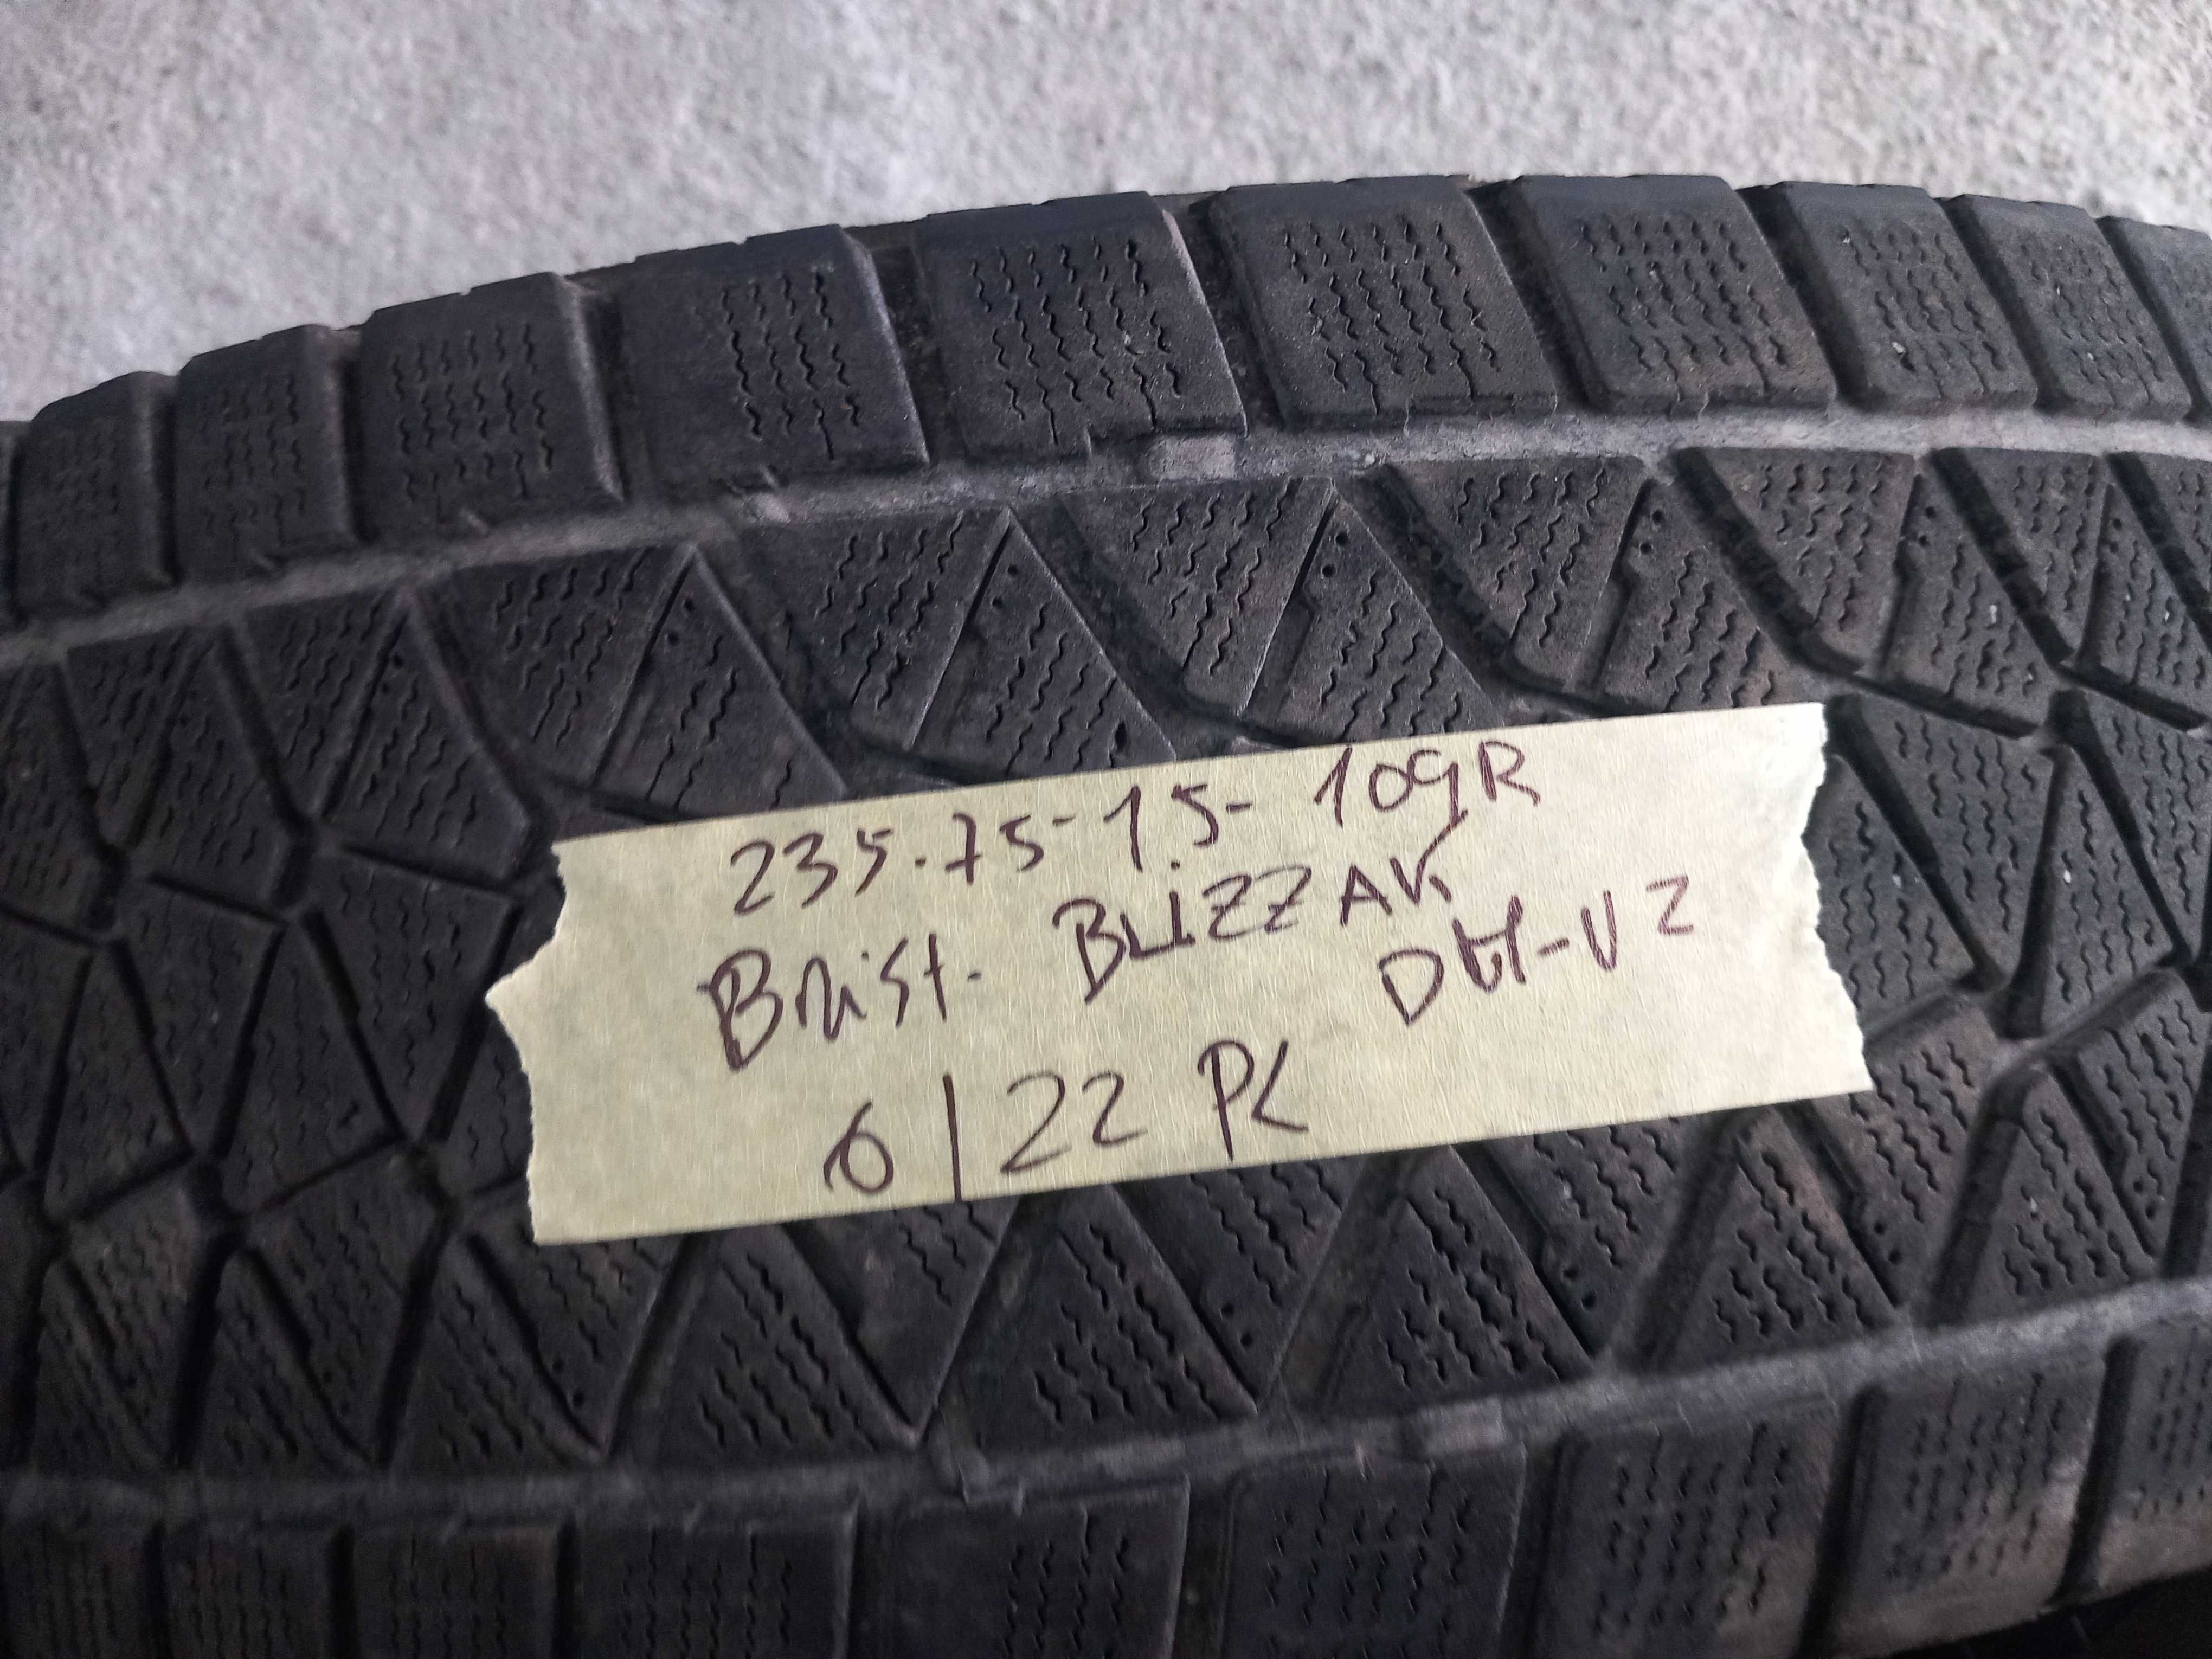 235.75-15-109R
Brist. BLIZZAK
DM-V2
6/22 PL